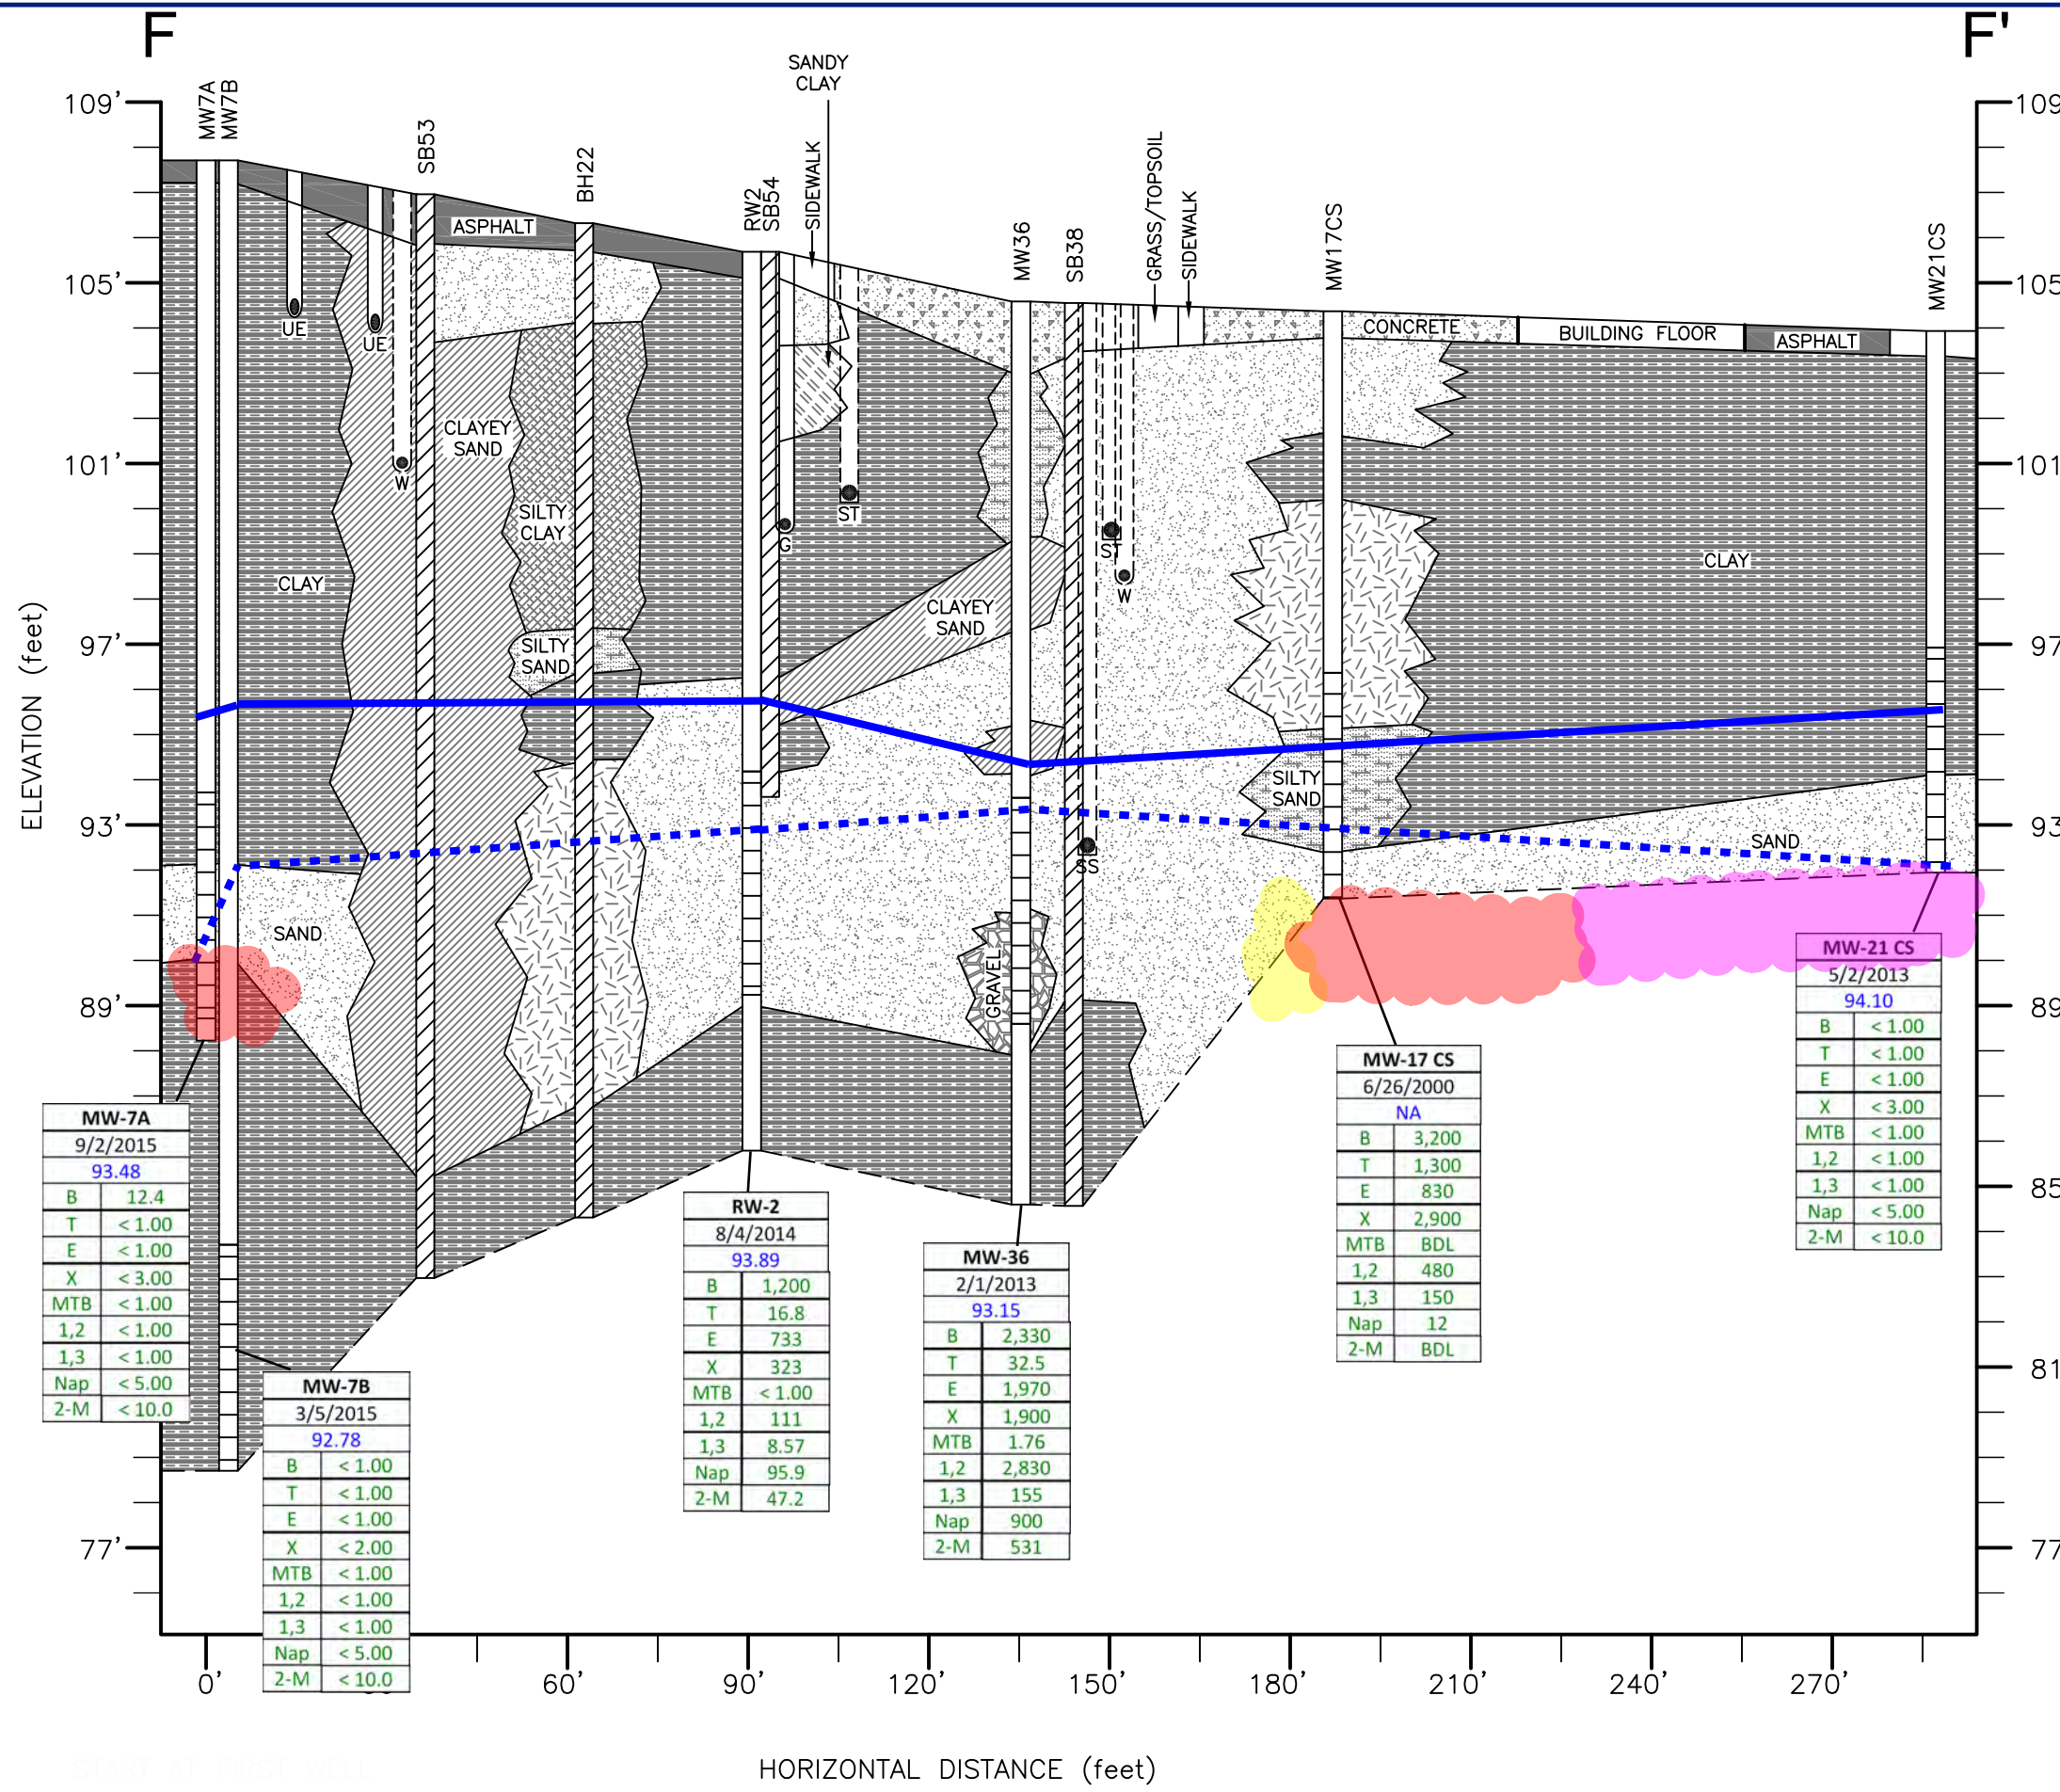 F
F'
SANDY
CLAY
MW7A
MW7B
SB53
BH22
RW2
SB54
SIDEWALK
MW36
SB38
GRASS/TOPSOIL
SIDEWALK
MW17CS
MW21CS
109'
105'
101'
97'
93'
77'
109
105
101
97
93
89
85
81
77
89'
ELEVATION (feet)
ASPHALT
CONCRETE
BUILDING FLOOR
ASPHALT
UE
UE
W
CLAYEY
SAND
SILTY
CLAY
G
ST
ST
W
CLAY
CLAY
CLAYEY
SAND
SILTY
SAND
SILTY
SAND
SAND
SS
SAND
GRAVEL
MW-7A
9/2/2015
93.48
B 12.4
T < 1.00
E < 1.00
X < 3.00
MTB < 1.00
1,2 < 1.00
1,3 < 1.00
Nap < 5.00
2-M < 10.0
MW-7B
3/5/2015
92.78
B < 1.00
T < 1.00
E < 1.00
X < 2.00
MTB < 1.00
1,2 < 1.00
1,3 < 1.00
Nap < 5.00
2-M < 10.0
RW-2
8/4/2014
93.89
B 1,200
T 16.8
E 733
X 323
MTB < 1.00
1,2 111
1,3 8.57
Nap 95.9
2-M 47.2
MW-36
2/1/2013
93.15
B 2,330
T 32.5
E 1,970
X 1,900
MTB 1.76
1,2 2,830
1,3 155
Nap 900
2-M 531
MW-17 CS
6/26/2000
NA
B 3,200
T 1,300
E 830
X 2,900
MTB BDL
1,2 480
1,3 150
Nap 12
2-M BDL
MW-21 CS
5/2/2013
94.10
B < 1.00
T < 1.00
E < 1.00
X < 3.00
MTB < 1.00
1,2 < 1.00
1,3 < 1.00
Nap < 5.00
2-M < 10.0
0' 60' 90' 120' 150' 180' 210' 240' 270'
HORIZONTAL DISTANCE (feet)